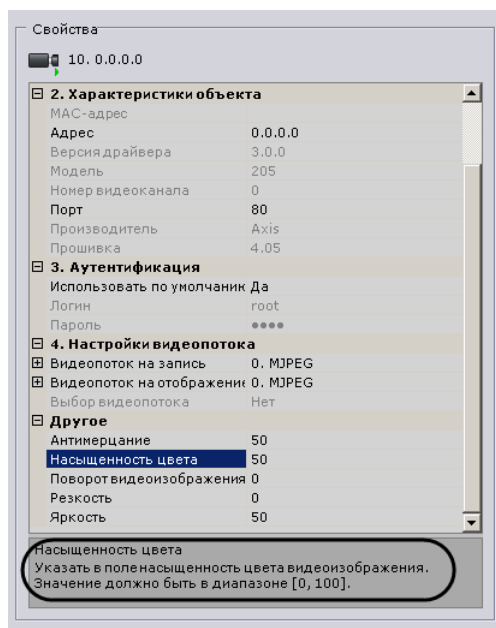 Свойства
10. 0.0.0.0
2. Характеристики объекта
MAC-адрес
Адрес 0.0.0.0
Версия драйвера 3.0.0
Модель 205
Номер видеоканала 0
Порт 80
Производитель Axis
Прошивка 4.05
3. Аутентификация
Использовать по умолчаник Да
Логин root
Пароль ●●●●
4. Настройки видеопотока
Видеопоток на запись 0. MJPEG
Видеопоток на отображение 0. MJPEG
Выбор видеопотока Нет
Другое
Антимерцание 50
Насыщенность цвета 50
Поворот видеоизображения 0
Резкость 0
Яркость 50
Насыщенность цвета
Указать в поле насыщенность цвета видеоизображения.
Значение должно быть в диапазоне [0, 100].